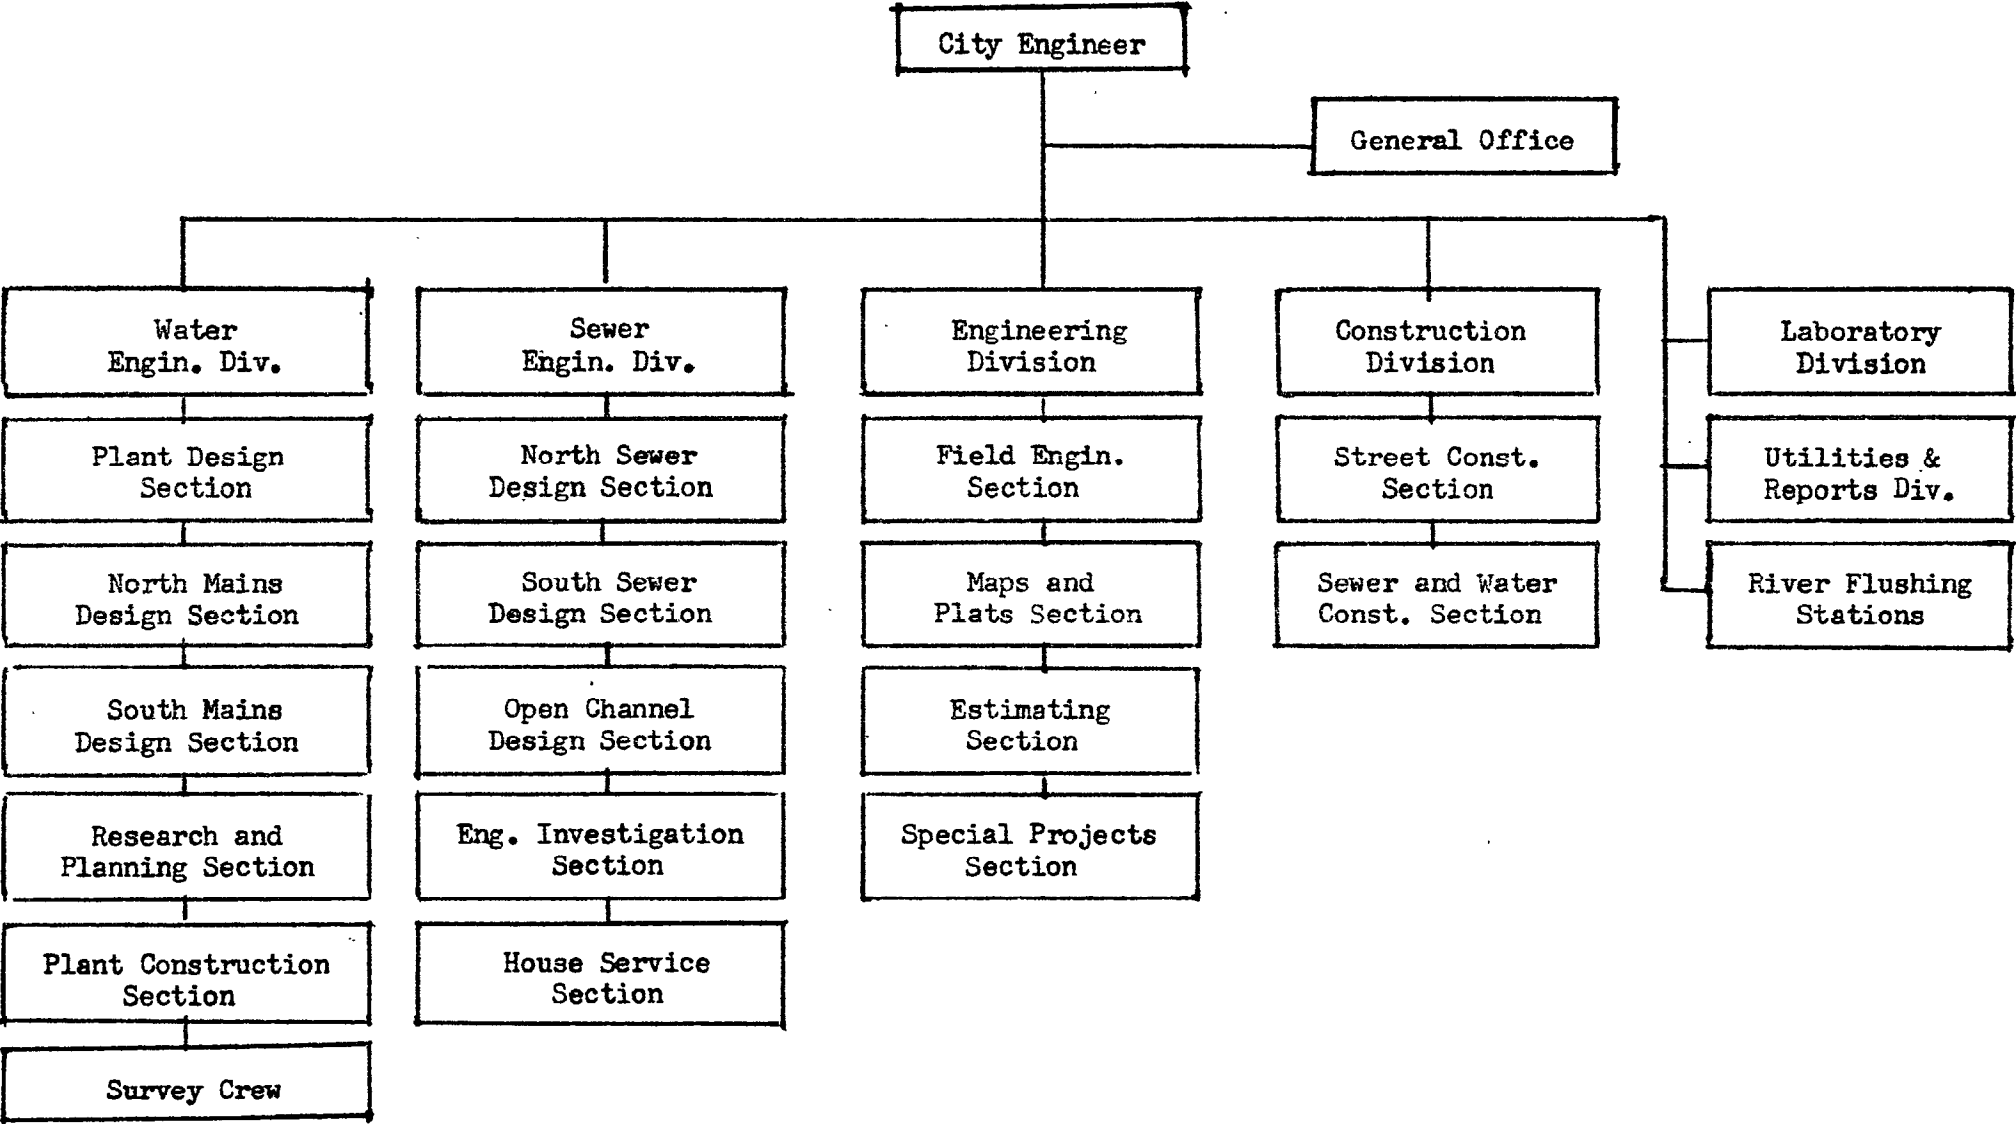 City Engineer
General Office
Water
Engin. Div.
Plant Design
Section
North Mains
Design Section
South Mains
Design Section
Research and
Planning Section
Plant Construction
Section
Survey Crew
Sewer
Engin. Div.
North Sewer
Design Section
South Sewer
Design Section
Open Channel
Design Section
Eng. Investigation
Section
House Service
Section
Engineering
Division
Field Engin.
Section
Maps and
Plats Section
Estimating
Section
Special Projects
Section
Construction
Division
Street Const.
Section
Sewer and Water
Const. Section
Laboratory
Division
Utilities &
Reports Div.
River Flushing
Stations